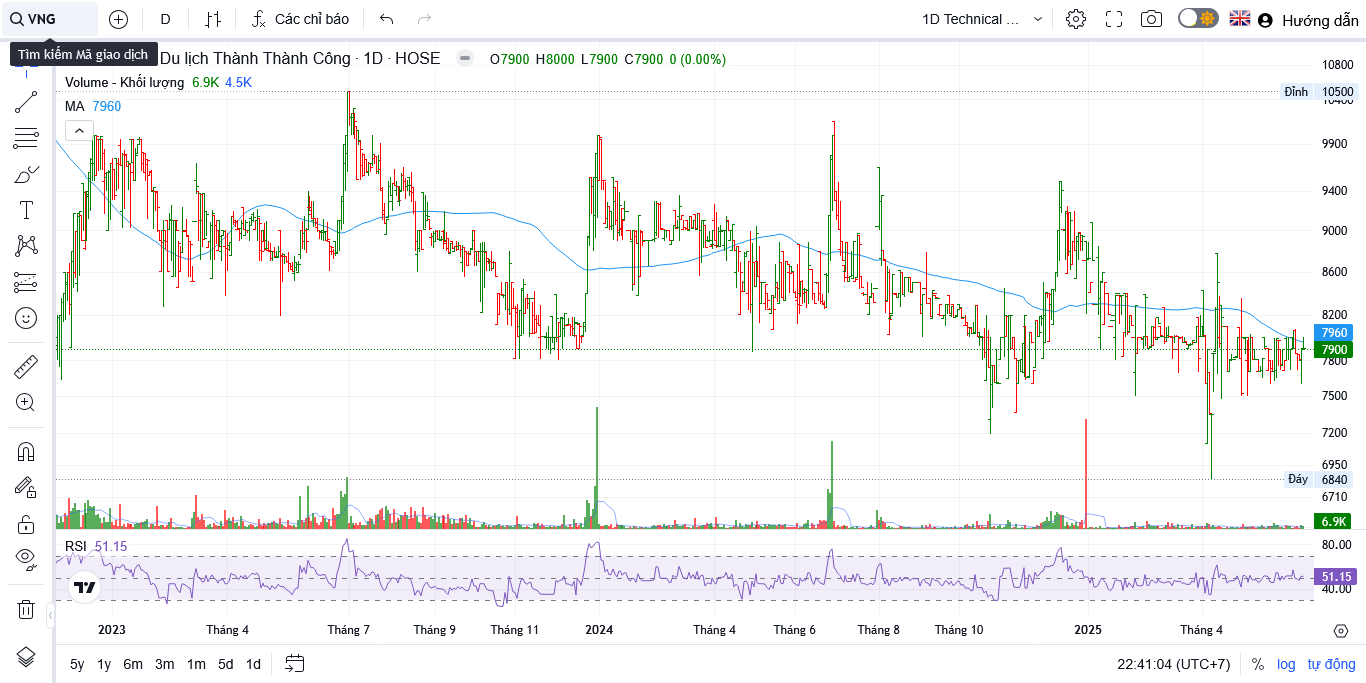 VNG
D
Các chỉ báo
1D Technical ...
Hướng dẫn
Tìm kiếm Mã giao dịch
Du lịch Thành Thành Công · 1D · HOSE
O7900 H8000 L7900 C7900 0 (0.00%)
Volume - Khối lượng 6.9K 4.5K
MA 7960
10800
Đỉnh 10500
10400
9900
9400
9000
8600
8200
7960
7900
7800
7500
7200
6950
Đáy 6840
6710
6.9K
RSI 51.15
80.00
51.15
40.00
2023 Tháng 4 Tháng 7 Tháng 9 Tháng 11 2024 Tháng 4 Tháng 6 Tháng 8 Tháng 10 2025 Tháng 4
5y 1y 6m 3m 1m 5d 1d
22:41:04 (UTC+7) % log tự động